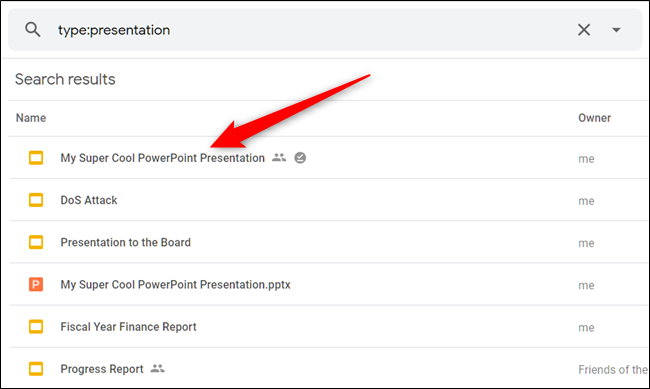 type:presentation
Search results
Name Owner
My Super Cool PowerPoint Presentation me
DoS Attack me
Presentation to the Board me
P My Super Cool PowerPoint Presentation.pptx me
Fiscal Year Finance Report me
Progress Report Friends of the